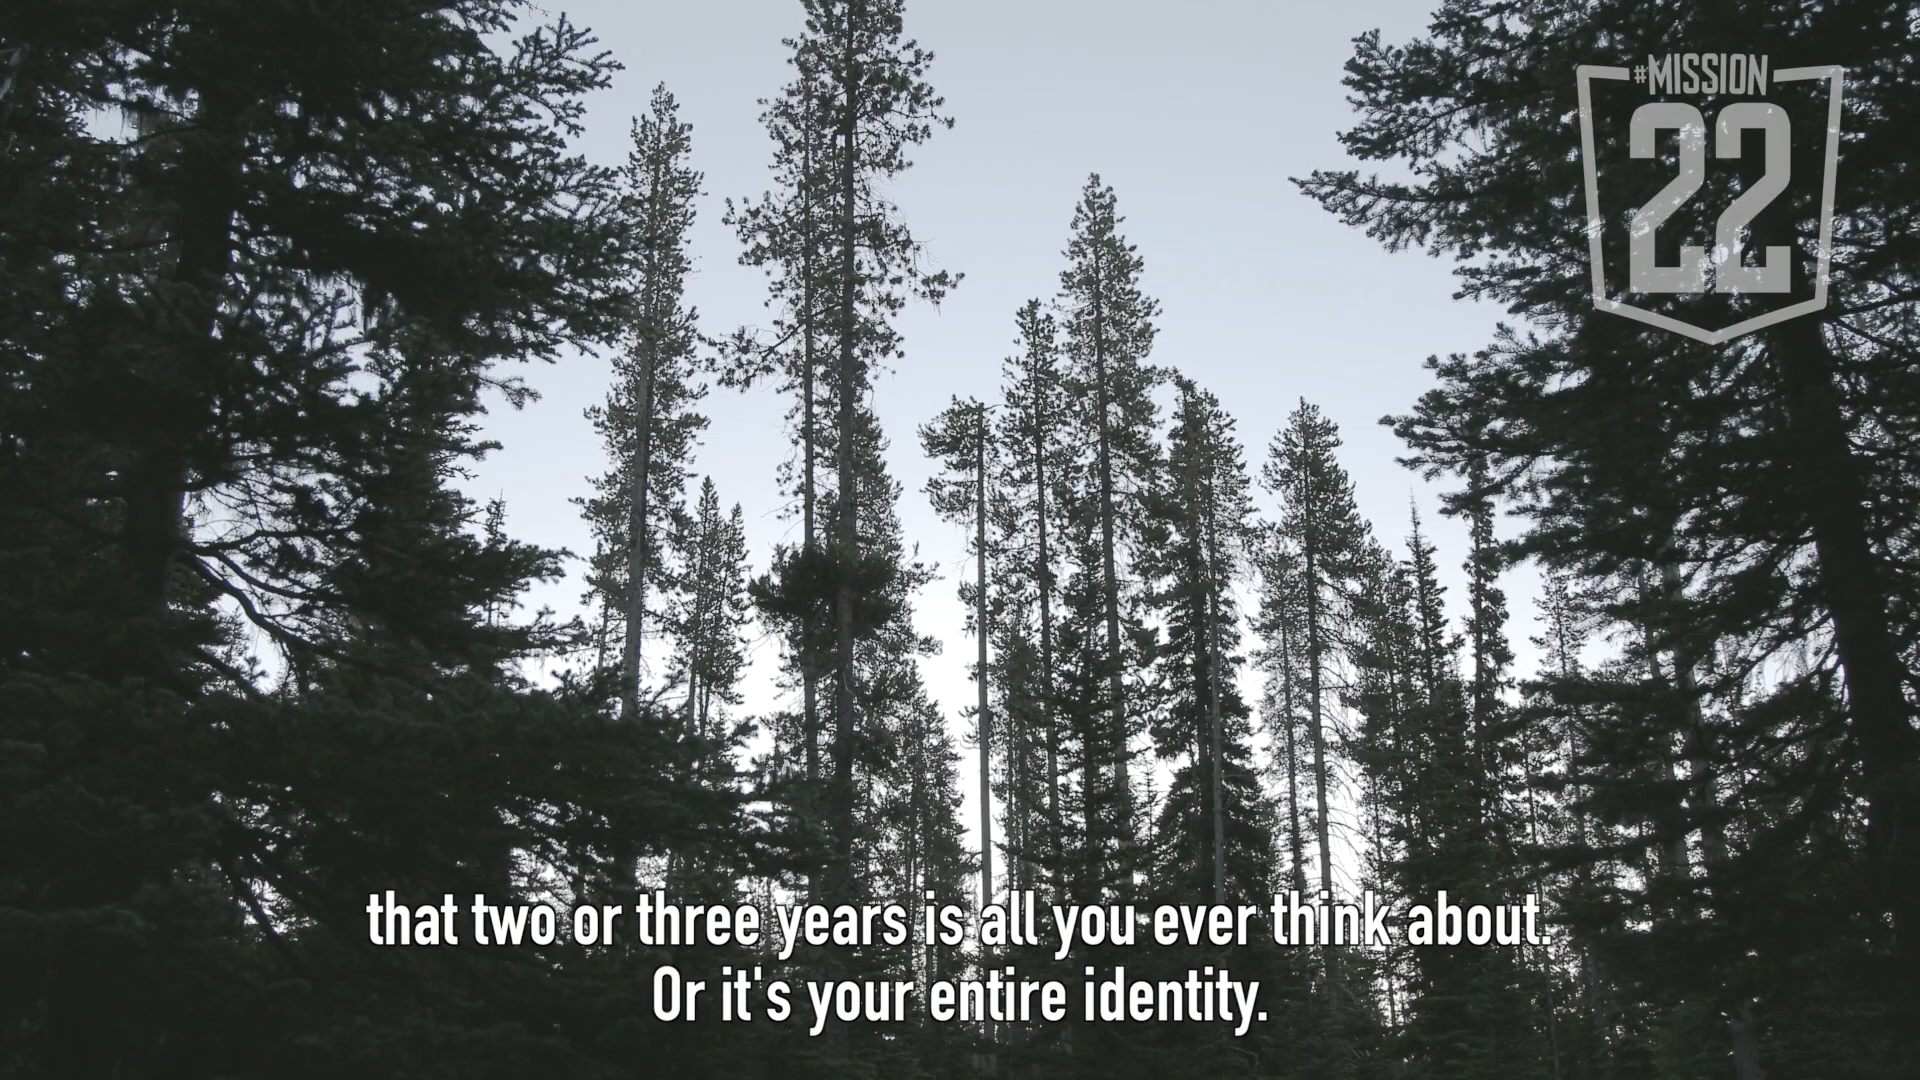 #MISSION
22
that two or three years is all you ever think about.
Or it's your entire identity.